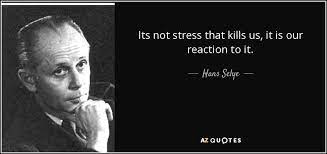 Its not stress that kills us, it is our
reaction to it.
Hans Selye
AZ QUOTES